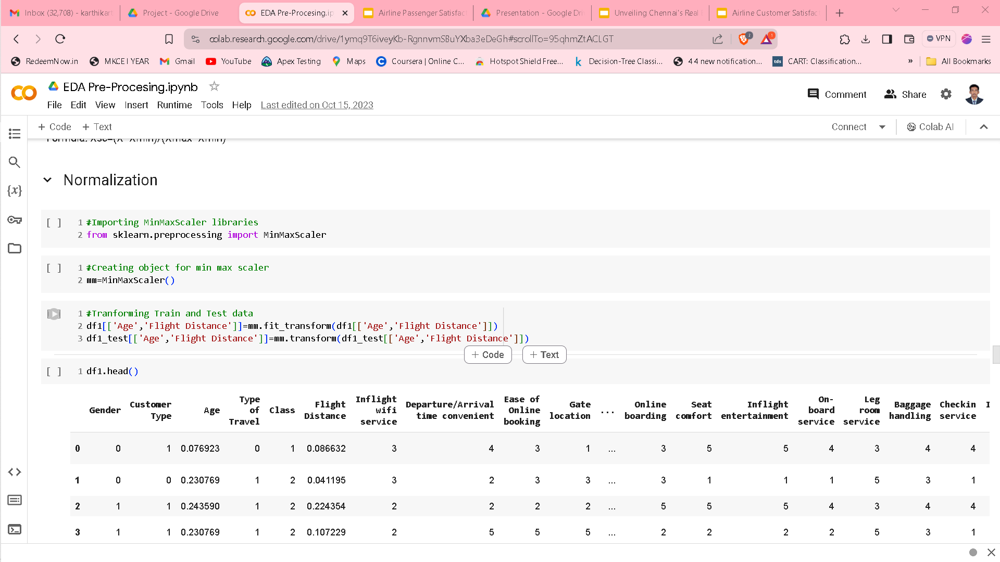 Inbox (32,708) - karthikart
Project - Google Drive
EDA Pre-Procesing.ip
Airline Passenger Satisfac
Presentation - Google Dri
Unveiling Chennai's Real
Airline Customer Satisfac
colab.research.google.com/drive/1ymq9T6iveyKb-RgnnvmSBuYXba3eDeGh#scrollTo=95qhmZtACLGT
2
1
VPN
RedeemNow.in
MKCE I YEAR
Gmail
YouTube
Apex Testing
Maps
Coursera | Online C...
Hotspot Shield Free...
Decision-Tree Classi...
4 4 new notification...
tds CART: Classification...
»
All Bookmarks
EDA Pre-Procesing.ipynb
Comment
Share
File Edit View Insert Runtime Tools Help Last edited on Oct 15, 2023
+ Code + Text
Connect
Colab AI
Formula: Xsc=(X-Xmin)/(Xmax-Xmin)
Normalization
[ ] 1 #Importing MinMaxScaler libraries
2 from sklearn.preprocessing import MinMaxScaler
[ ] 1 #Creating object for min max scaler
2 mm=MinMaxScaler()
1 #Tranforming Train and Test data
2 df1[['Age','Flight Distance']]=mm.fit_transform(df1[['Age','Flight Distance']])
3 df1_test[['Age','Flight Distance']]=mm.transform(df1_test[['Age','Flight Distance']])
+ Code + Text
[ ] 1 df1.head()
Gender Customer Type Age Type of Travel Class Flight Distance Inflight wifi service Departure/Arrival time convenient Ease of Online booking Gate location ... Online boarding Seat comfort Inflight entertainment On-board service Leg room service Baggage handling Checkin service I
0 0 1 0.076923 0 1 0.086632 3 4 3 1 ... 3 5 5 4 3 4 4
1 0 0 0.230769 1 2 0.041195 3 2 3 3 ... 3 1 1 1 5 3 1
2 1 1 0.243590 1 2 0.224354 2 2 2 2 ... 5 5 5 4 3 4 4
3 1 1 0.230769 1 2 0.107229 2 5 5 5 ... 2 2 2 2 5 3 1